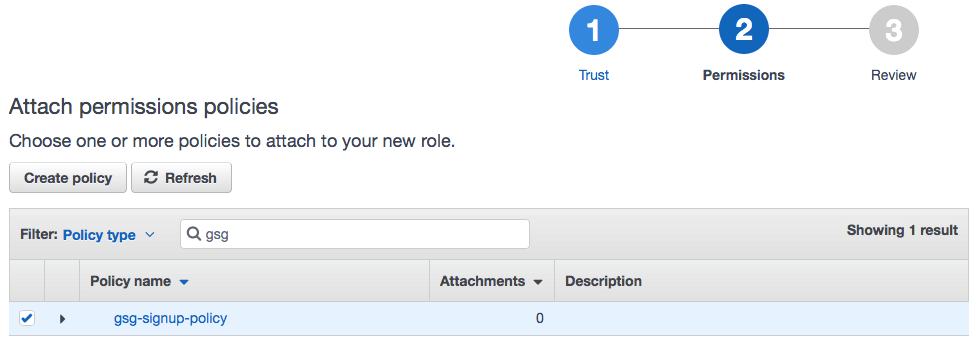 1 2 3
Trust Permissions Review
Attach permissions policies
Choose one or more policies to attach to your new role.
Create policy Refresh
Filter: Policy type gsg Showing 1 result
Policy name Attachments Description
gsg-signup-policy 0